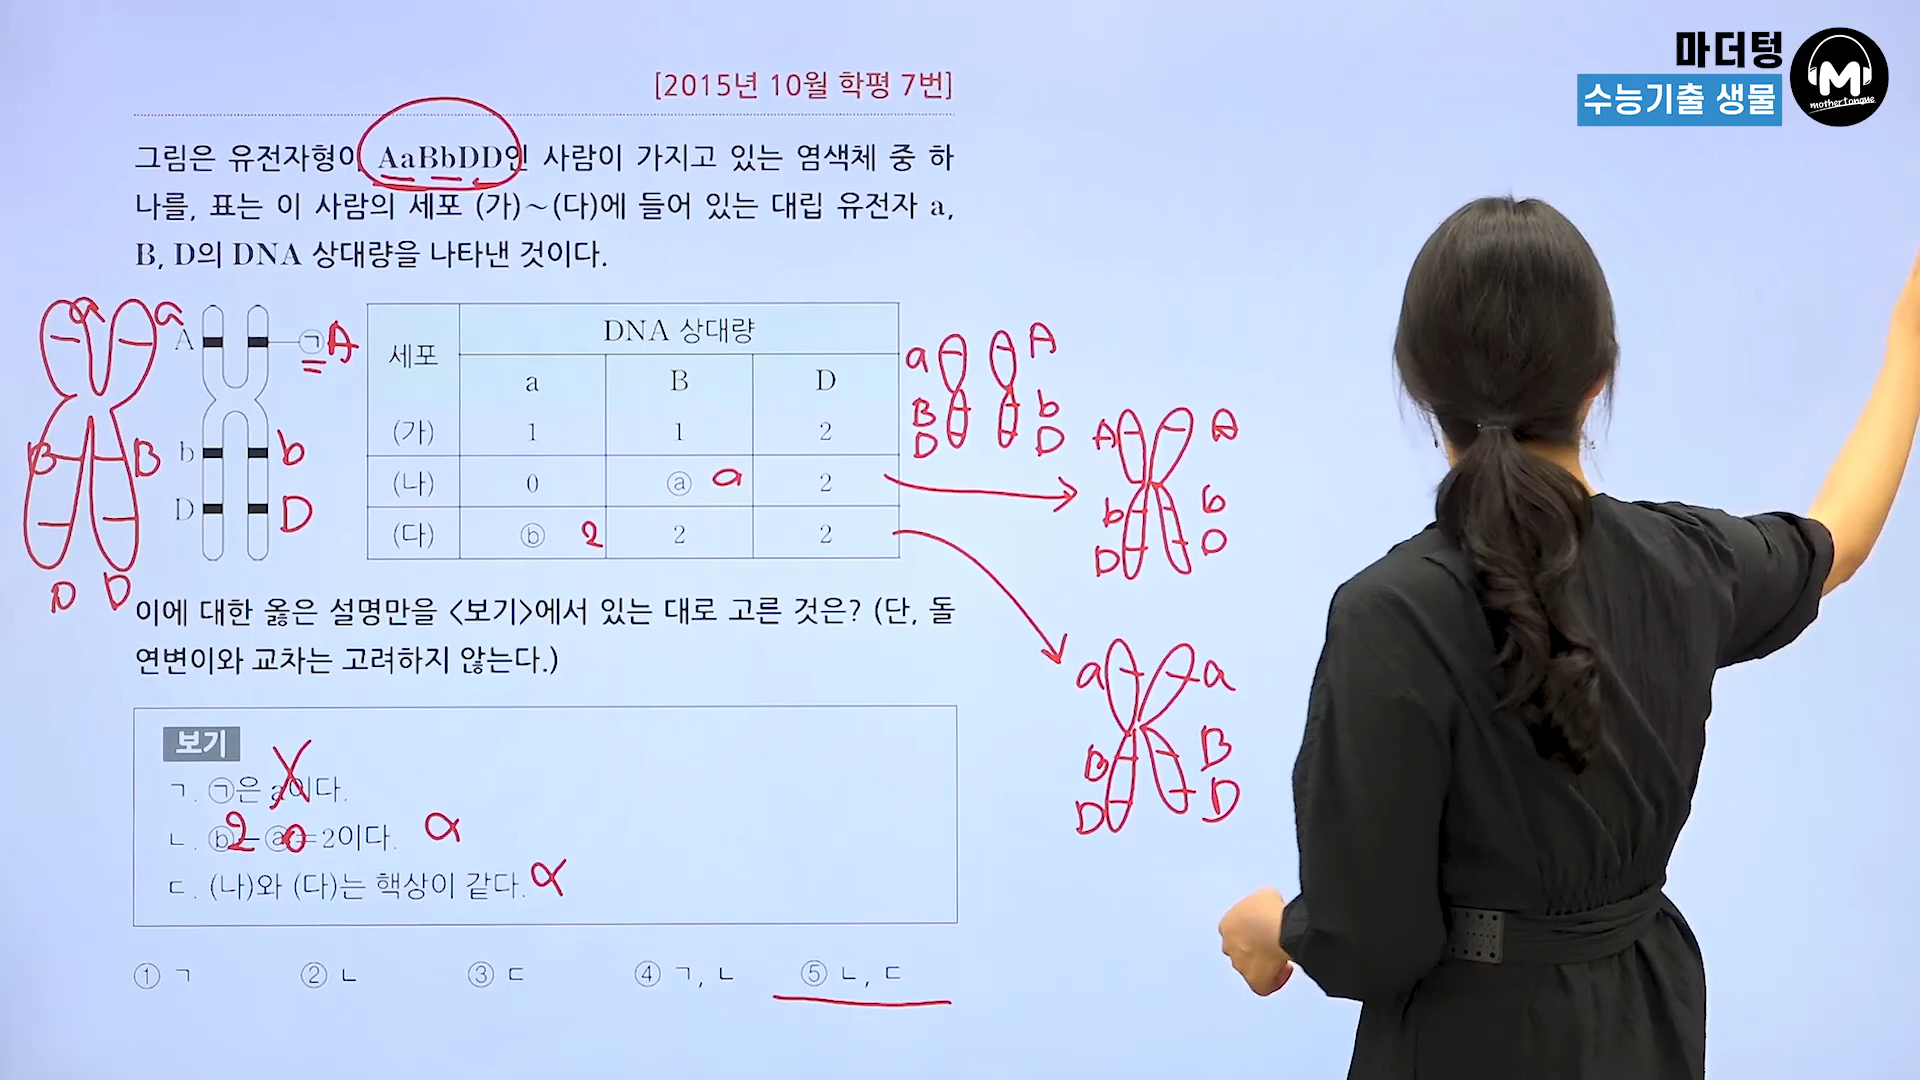 마더텅
수능기출 생물
M
mothertongue
[2015년 10월 학평 7번]
그림은 유전자형이 AaBbDD인 사람이 가지고 있는 염색체 중 하
나를, 표는 이 사람의 세포 (가)~(다)에 들어 있는 대립 유전자 a,
B, D의 DNA 상대량을 나타낸 것이다.
a a
B B
D D
A ㉠ A
b b
D D
세포 DNA 상대량
a B D
(가) 1 1 2
(나) 0 ⓐ a 2
(다) ⓑ 2 2 2
a A
B b
D D
A A
b b
D D
a a
B B
D D
이에 대한 옳은 설명만을 <보기>에서 있는 대로 고른 것은? (단, 돌
연변이와 교차는 고려하지 않는다.)
보기
ㄱ. ㉠은 a이다.
ㄴ. ⓑ 2 - ⓐ 0 = 2이다.
ㄷ. (나)와 (다)는 핵상이 같다.
① ㄱ ② ㄴ ③ ㄷ ④ ㄱ, ㄴ ⑤ ㄴ, ㄷ